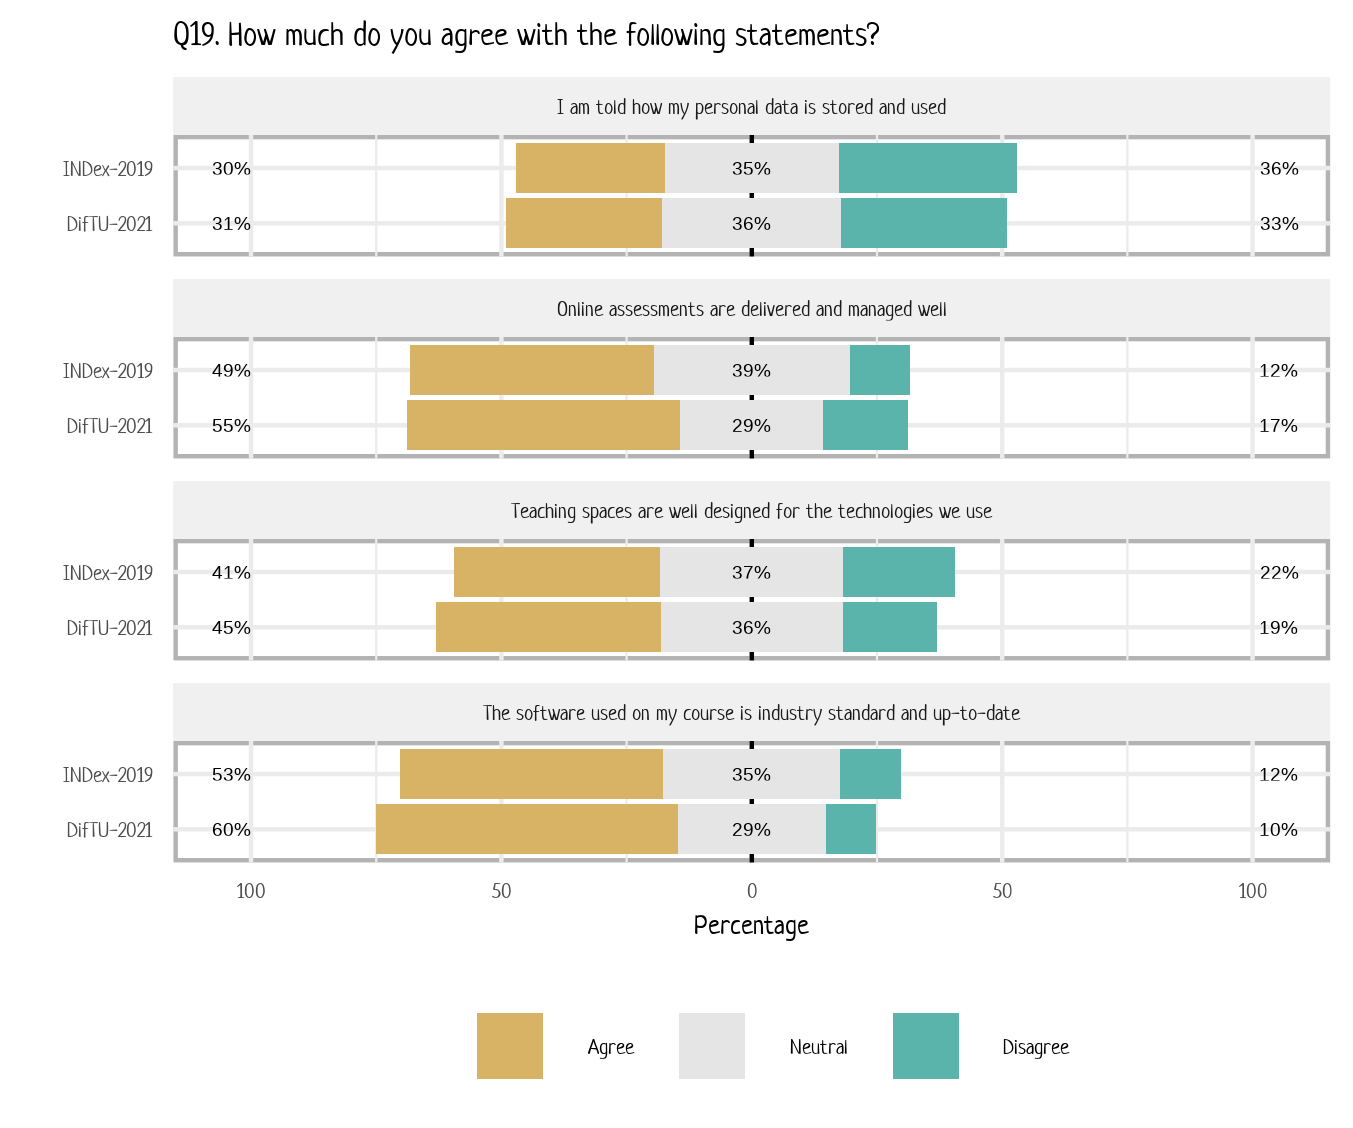 Q19. How much do you agree with the following statements?
I am told how my personal data is stored and used
INDex-2019 30% 35% 36%
DifTU-2021 31% 36% 33%
Online assessments are delivered and managed well
INDex-2019 49% 39% 12%
DifTU-2021 55% 29% 17%
Teaching spaces are well designed for the technologies we use
INDex-2019 41% 37% 22%
DifTU-2021 45% 36% 19%
The software used on my course is industry standard and up-to-date
INDex-2019 53% 35% 12%
DifTU-2021 60% 29% 10%
100 50 0 50 100
Percentage
Agree Neutral Disagree